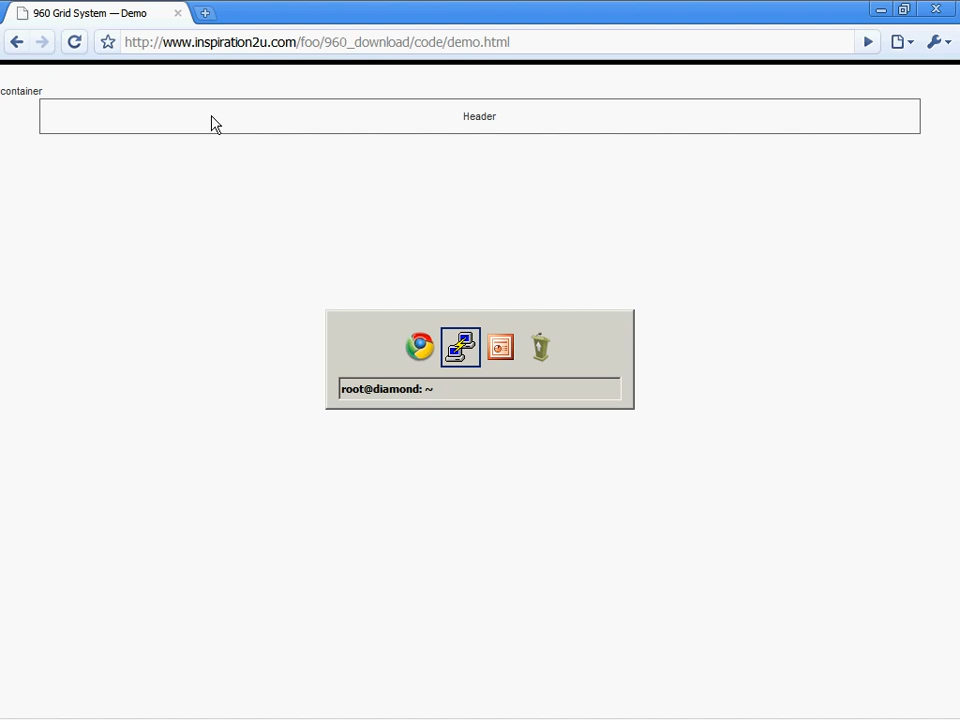 960 Grid System — Demo
http://www.inspiration2u.com/foo/960_download/code/demo.html
container
Header
root@diamond: ~